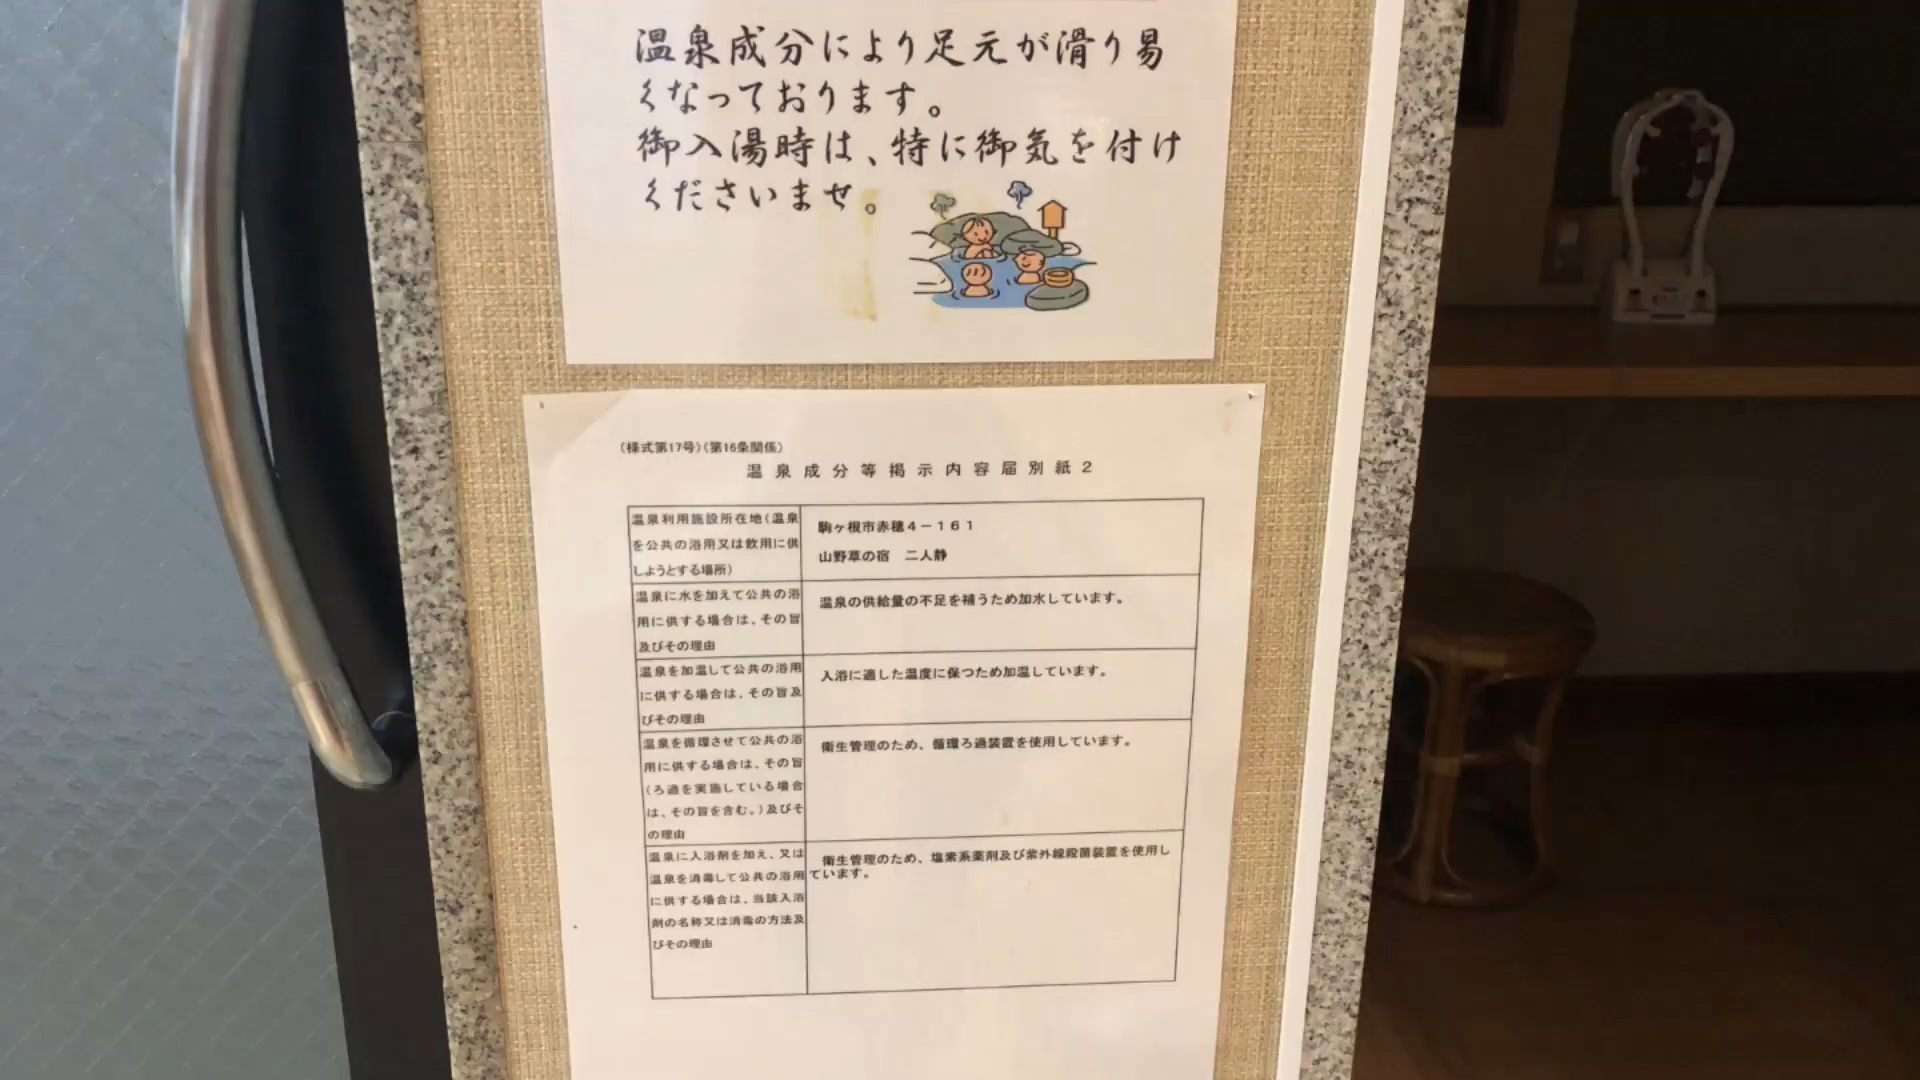 温泉成分により足元が滑り易
くなっております。
御入湯時は、特に御気を付け
くださいませ。
(様式第17号)(第16条関係)
温泉成分等掲示内容届別紙2
温泉利用施設所在地(温泉
を公共の浴用又は飲用に供
しようとする場所)
駒ヶ根市赤穂4-161
山野草の宿 二人静
温泉に水を加えて公共の浴
用に供する場合は、その旨
及びその理由
温泉の供給量の不足を補うため加水しています。
温泉を加温して公共の浴用
に供する場合は、その旨及
びその理由
入浴に適した温度に保つため加温しています。
温泉を循環させて公共の浴
用に供する場合は、その旨
(ろ過を実施している場合
は、その旨を含む。)及びそ
の理由
衛生管理のため、循環ろ過装置を使用しています。
温泉に入浴剤を加え、又は
温泉を消毒して公共の浴用
に供する場合は、当該入浴
剤の名称又は消毒の方法及
びその理由
衛生管理のため、塩素系薬剤及び紫外線殺菌装置を使用し
ています。